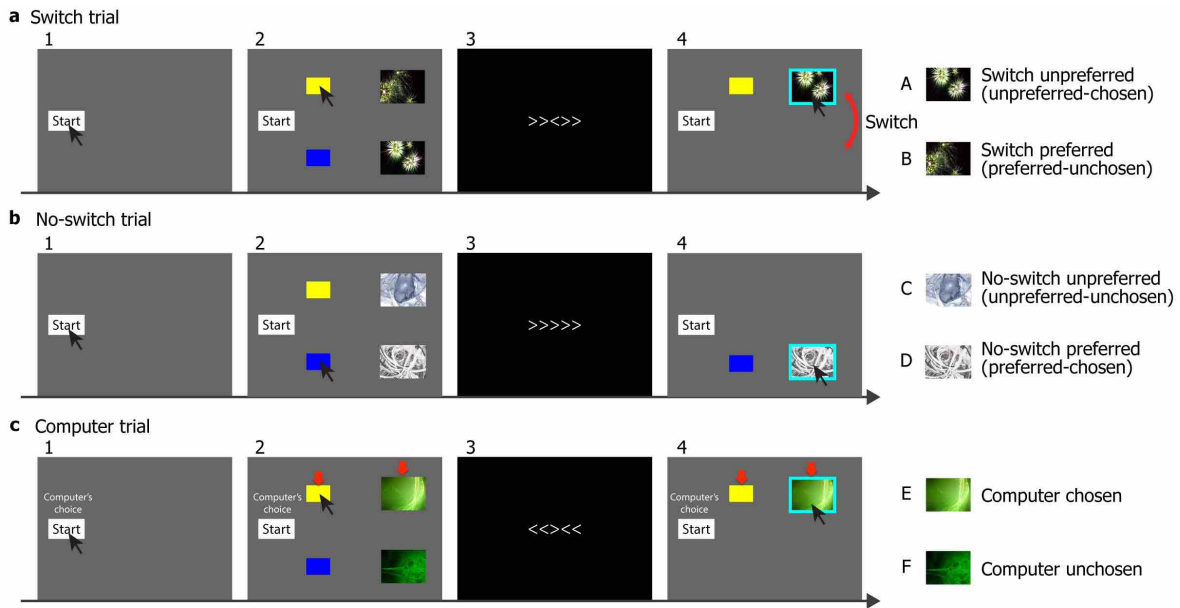 a Switch trial
1
2
3
4
Start
Start
>><>>
Start
Switch
A
Switch unpreferred
(unpreferred-chosen)
B
Switch preferred
(preferred-unchosen)
b No-switch trial
1
2
3
4
Start
Start
>>>>>
Start
C
No-switch unpreferred
(unpreferred-unchosen)
D
No-switch preferred
(preferred-chosen)
c Computer trial
1
2
3
4
Computer's
choice
Start
Computer's
choice
Start
<<><<
Computer's
choice
Start
E
Computer chosen
F
Computer unchosen